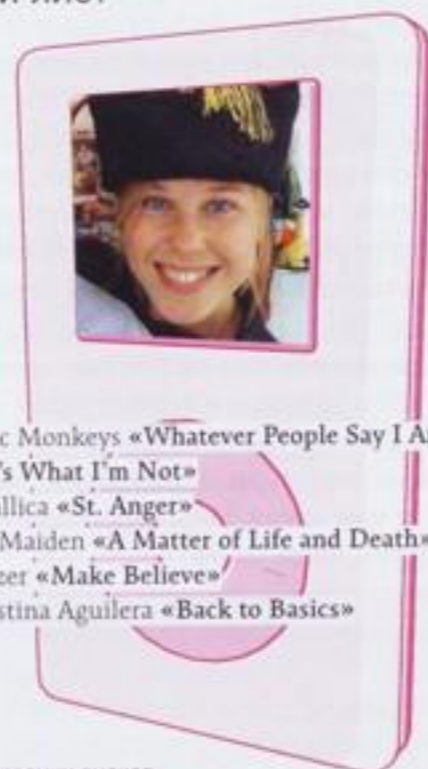 c Monkeys «Whatever People Say I A
's What I'm Not»
llica «St. Anger»
Maiden «A Matter of Life and Death»
zer «Make Believe»
stina Aguilera «Back to Basics»